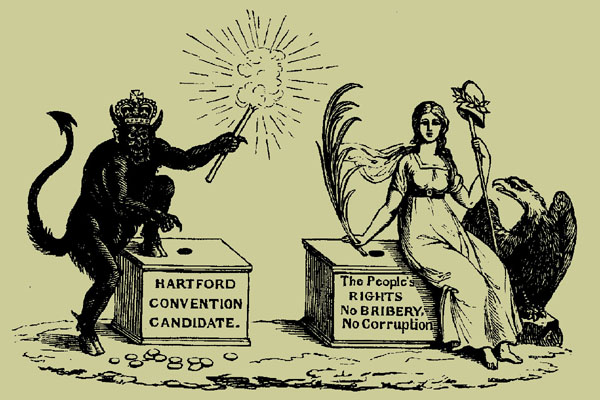 HARTFORD
CONVENTION
CANDIDATE.
The People's
RIGHTS
No BRIBERY,
No Corruption